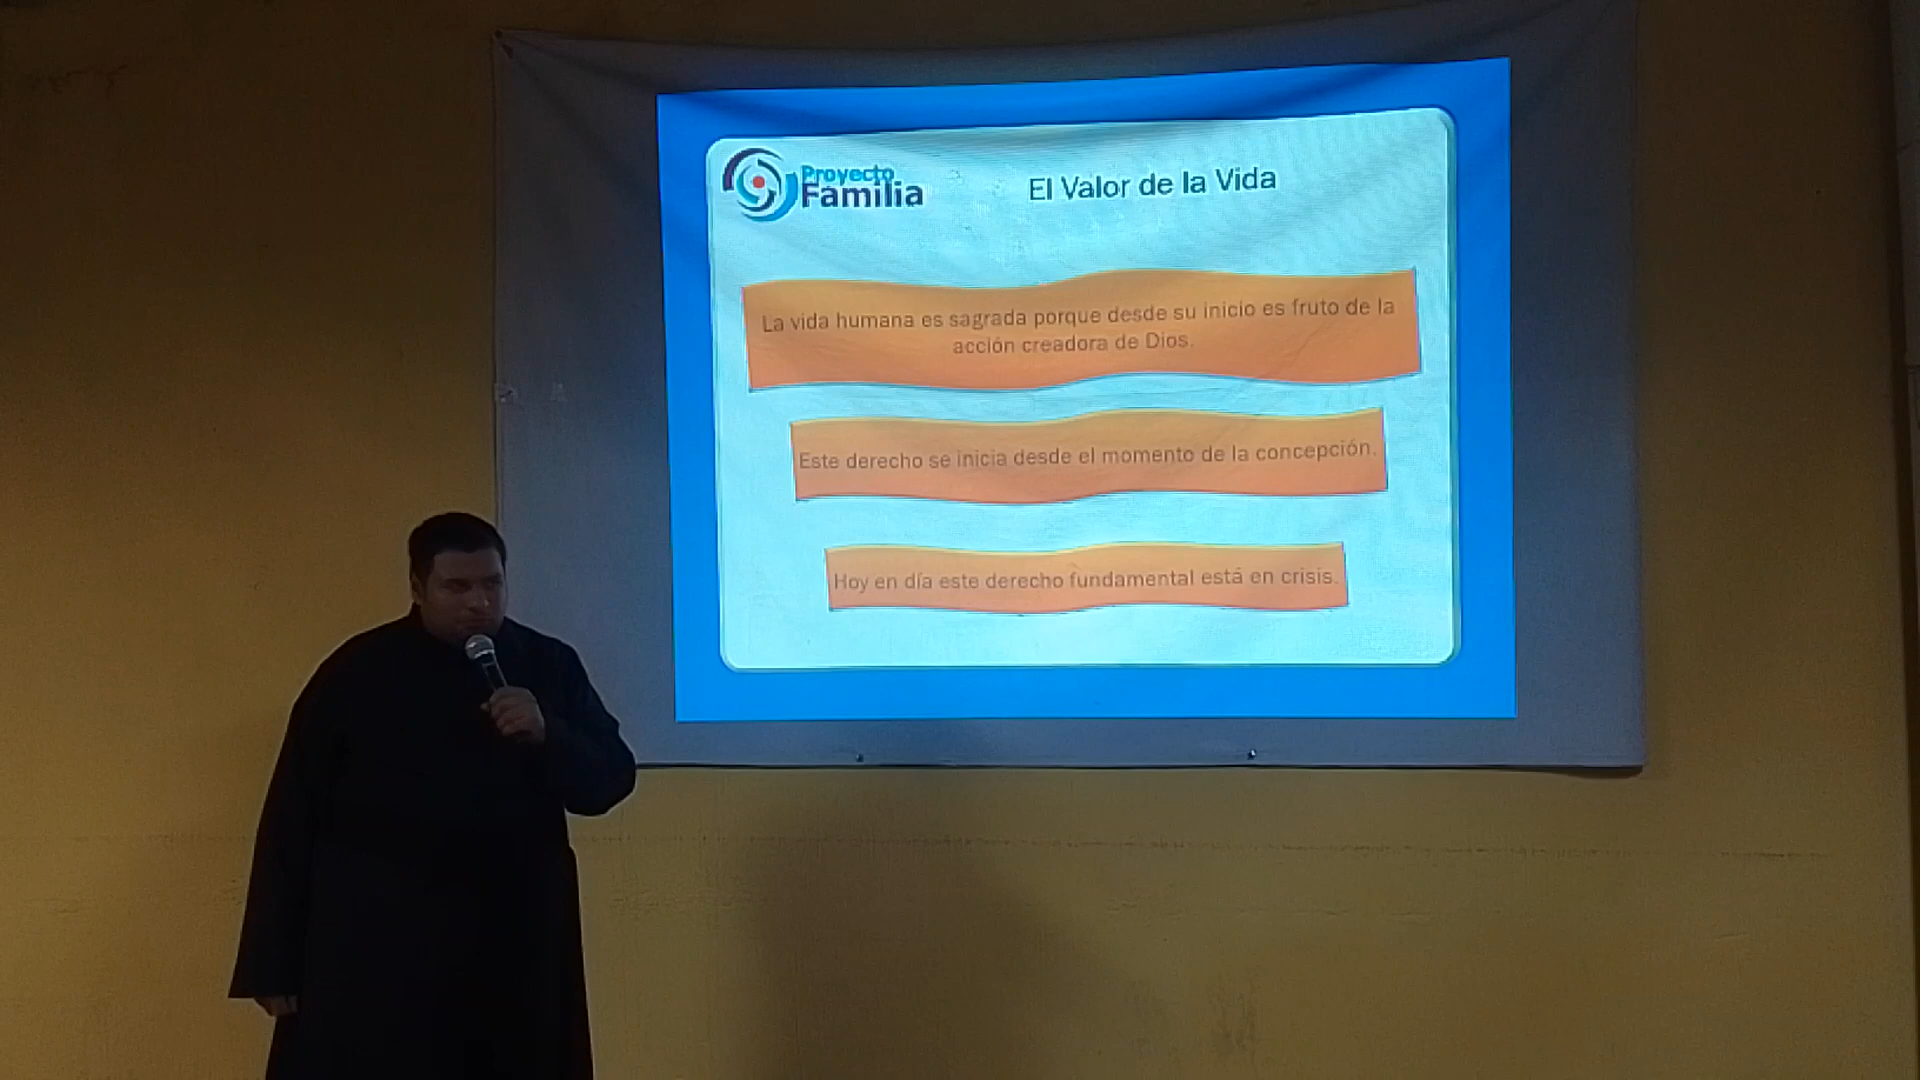 Proyecto
Familia
El Valor de la Vida
La vida humana es sagrada porque desde su inicio es fruto de la
acción creadora de Dios.
Este derecho se inicia desde el momento de la concepción.
Hoy en día este derecho fundamental está en crisis.